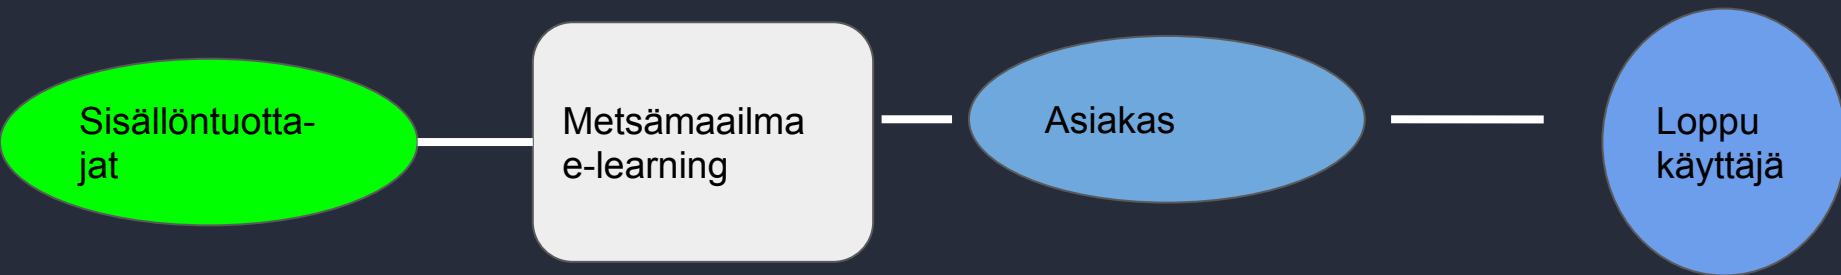 Sisällöntuotta-
jat
Metsämaailma
e-learning
Asiakas
Loppu
käyttäjä